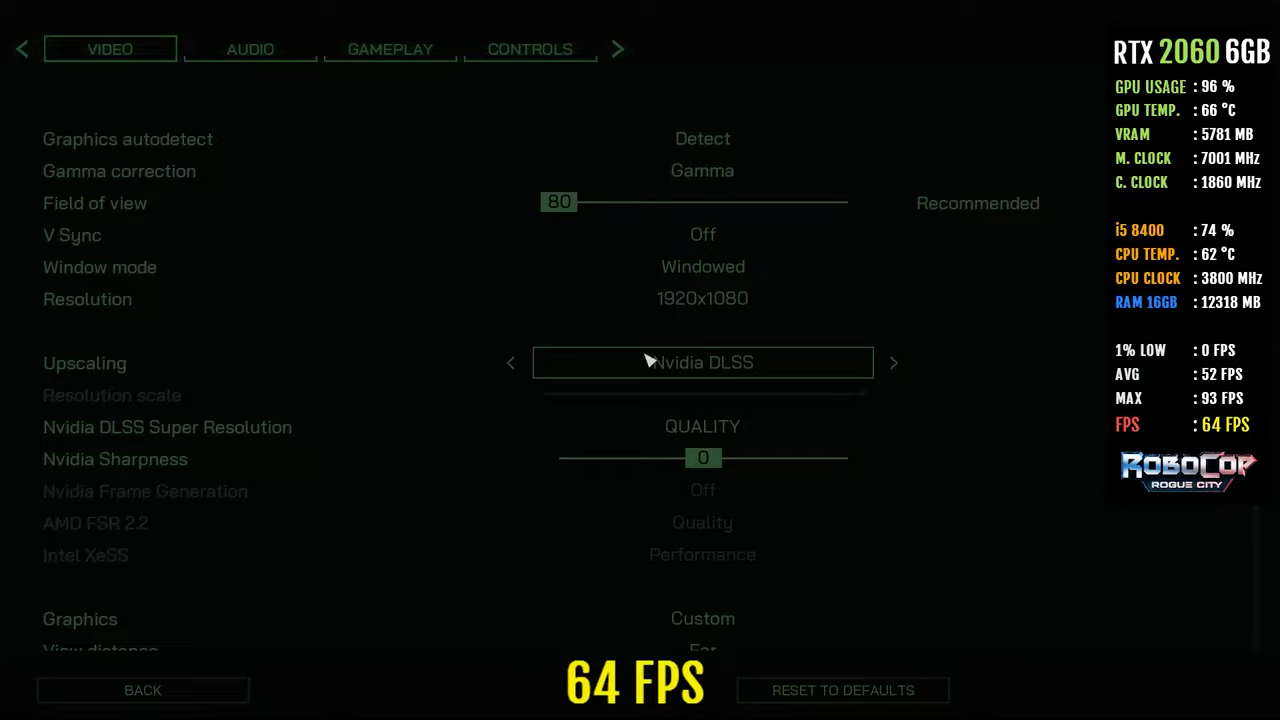 VIDEO AUDIO GAMEPLAY CONTROLS
Graphics autodetect Detect
Gamma correction Gamma
Field of view 80 Recommended
V Sync Off
Window mode Windowed
Resolution 1920x1080
Upscaling Nvidia DLSS
Resolution scale
Nvidia DLSS Super Resolution QUALITY
Nvidia Sharpness 0
Nvidia Frame Generation Off
AMD FSR 2.2 Quality
Intel XeSS Performance
Graphics Custom
View distance Far
BACK
64 FPS
RESET TO DEFAULTS
RTX 2060 6GB
GPU USAGE : 96 %
GPU TEMP. : 66 °C
VRAM : 5781 MB
M. CLOCK : 7001 MHz
C. CLOCK : 1860 MHz
i5 8400 : 74 %
CPU TEMP. : 62 °C
CPU CLOCK : 3800 MHz
RAM 16GB : 12318 MB
1% LOW : 0 FPS
AVG : 52 FPS
MAX : 93 FPS
FPS : 64 FPS
ROBOCOP
ROGUE CITY